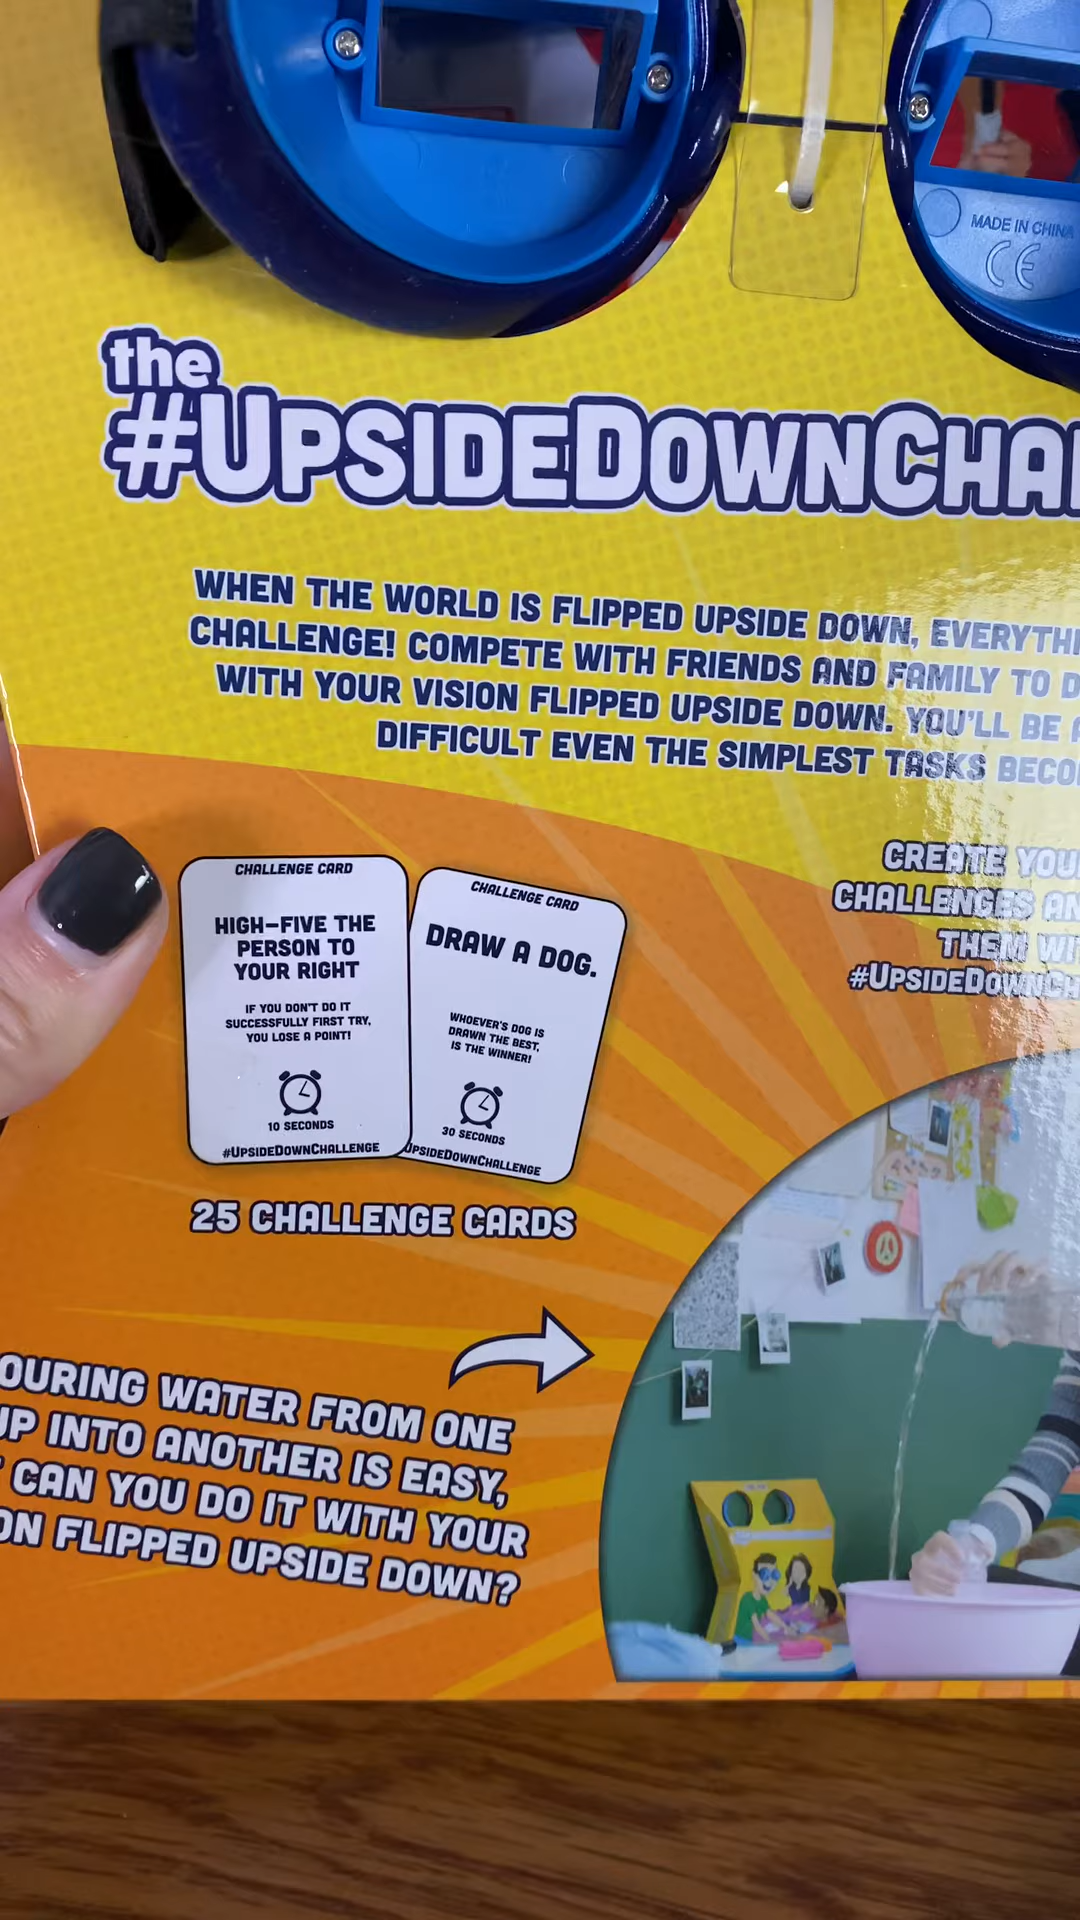 MADE IN CHINA
CE
the
#UPSIDEDOWNCHA
WHEN THE WORLD IS FLIPPED UPSIDE DOWN, EVERYTHI
CHALLENGE! COMPETE WITH FRIENDS AND FAMILY TO D
WITH YOUR VISION FLIPPED UPSIDE DOWN. YOU'LL BE A
DIFFICULT EVEN THE SIMPLEST TASKS BECO
CREATE YOU
CHALLENGES AN
THEM WI
#UPSIDEDOWNCH
CHALLENGE CARD
HIGH-FIVE THE
PERSON TO
YOUR RIGHT
IF YOU DON'T DO IT
SUCCESSFULLY FIRST TRY,
YOU LOSE A POINT!
10 SECONDS
#UPSIDEDOWNCHALLENGE
CHALLENGE CARD
DRAW A DOG.
WHOEVER'S DOG IS
DRAWN THE BEST,
IS THE WINNER!
30 SECONDS
UPSIDEDOWNCHALLENGE
25 CHALLENGE CARDS
OURING WATER FROM ONE
UP INTO ANOTHER IS EASY,
CAN YOU DO IT WITH YOUR
ON FLIPPED UPSIDE DOWN?